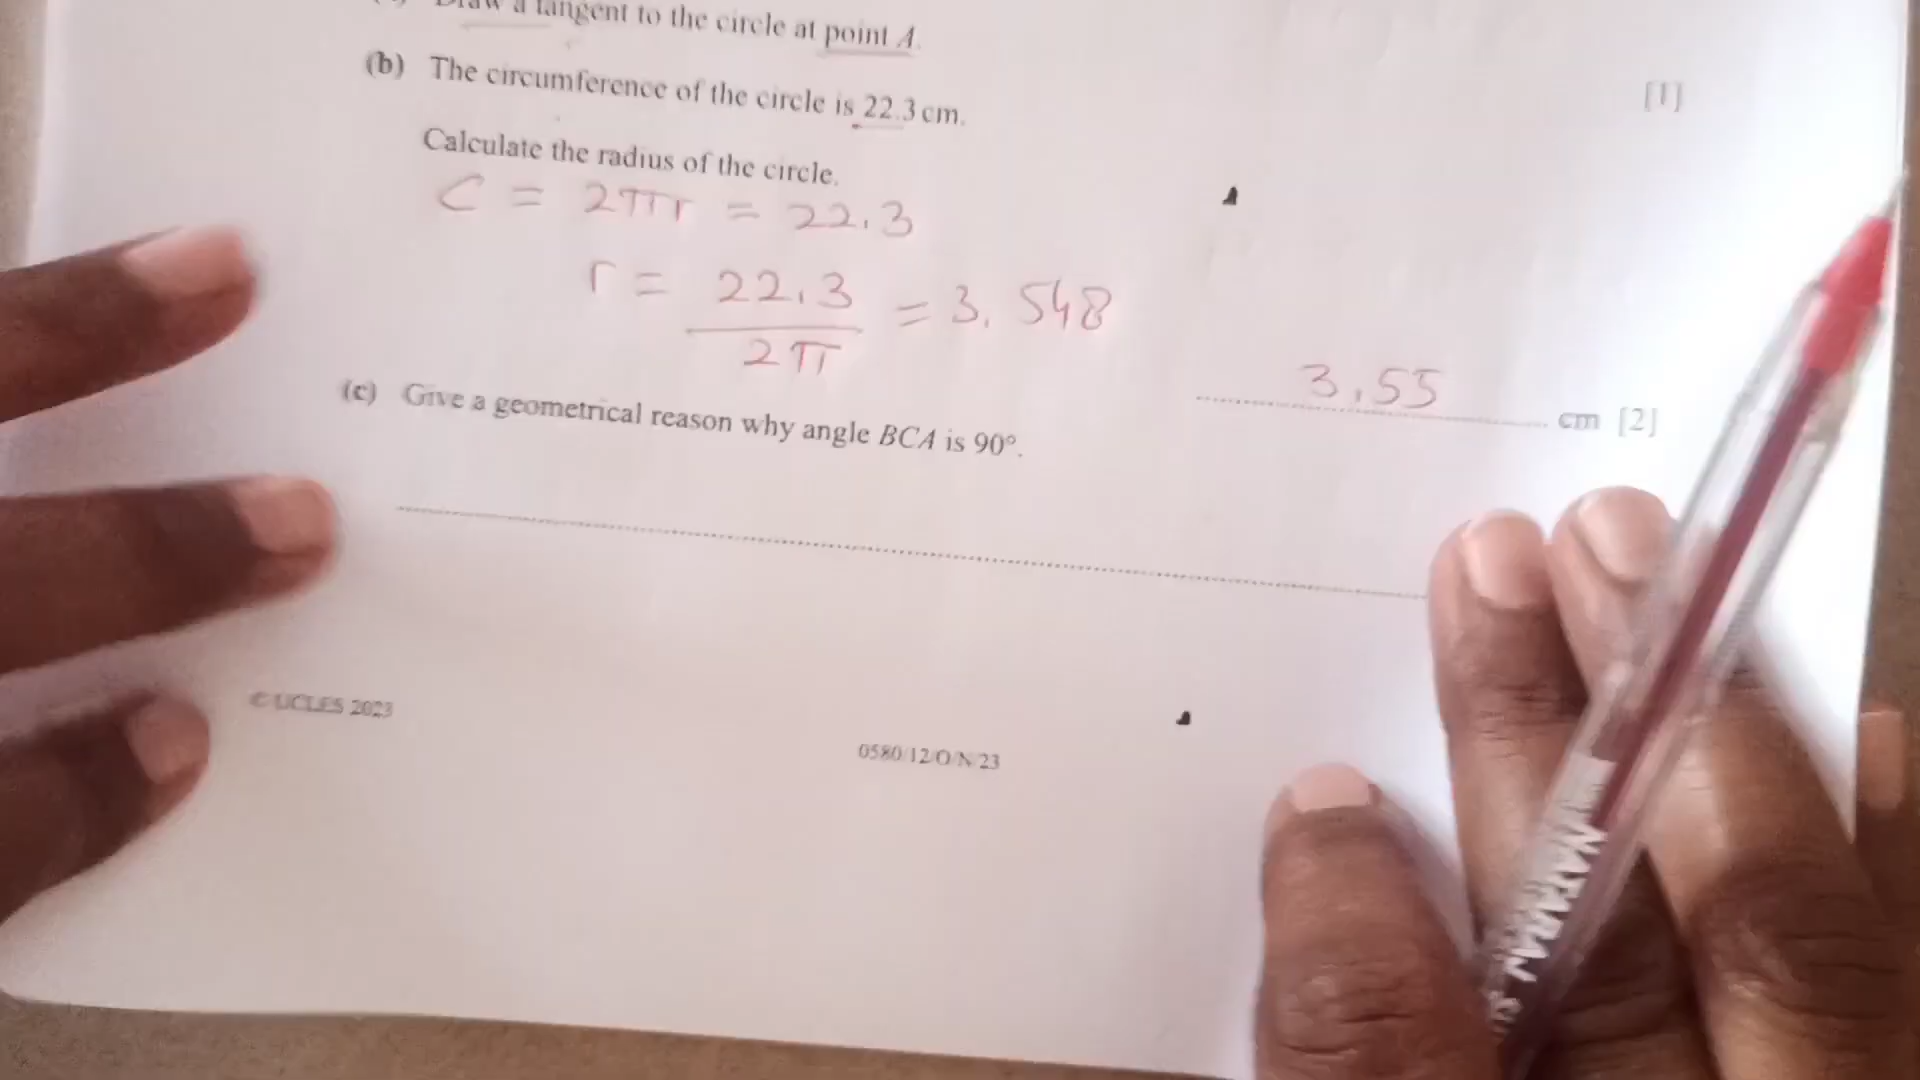 Draw a tangent to the circle at point A.
[1]
(b) The circumference of the circle is 22.3 cm.
Calculate the radius of the circle.
C = 2πr = 22.3
r = 22.3 / 2π = 3.548
3.55 cm [2]
(c) Give a geometrical reason why angle BCA is 90°.
© UCLES 2023
0580/12/O/N/23
NATARAJ